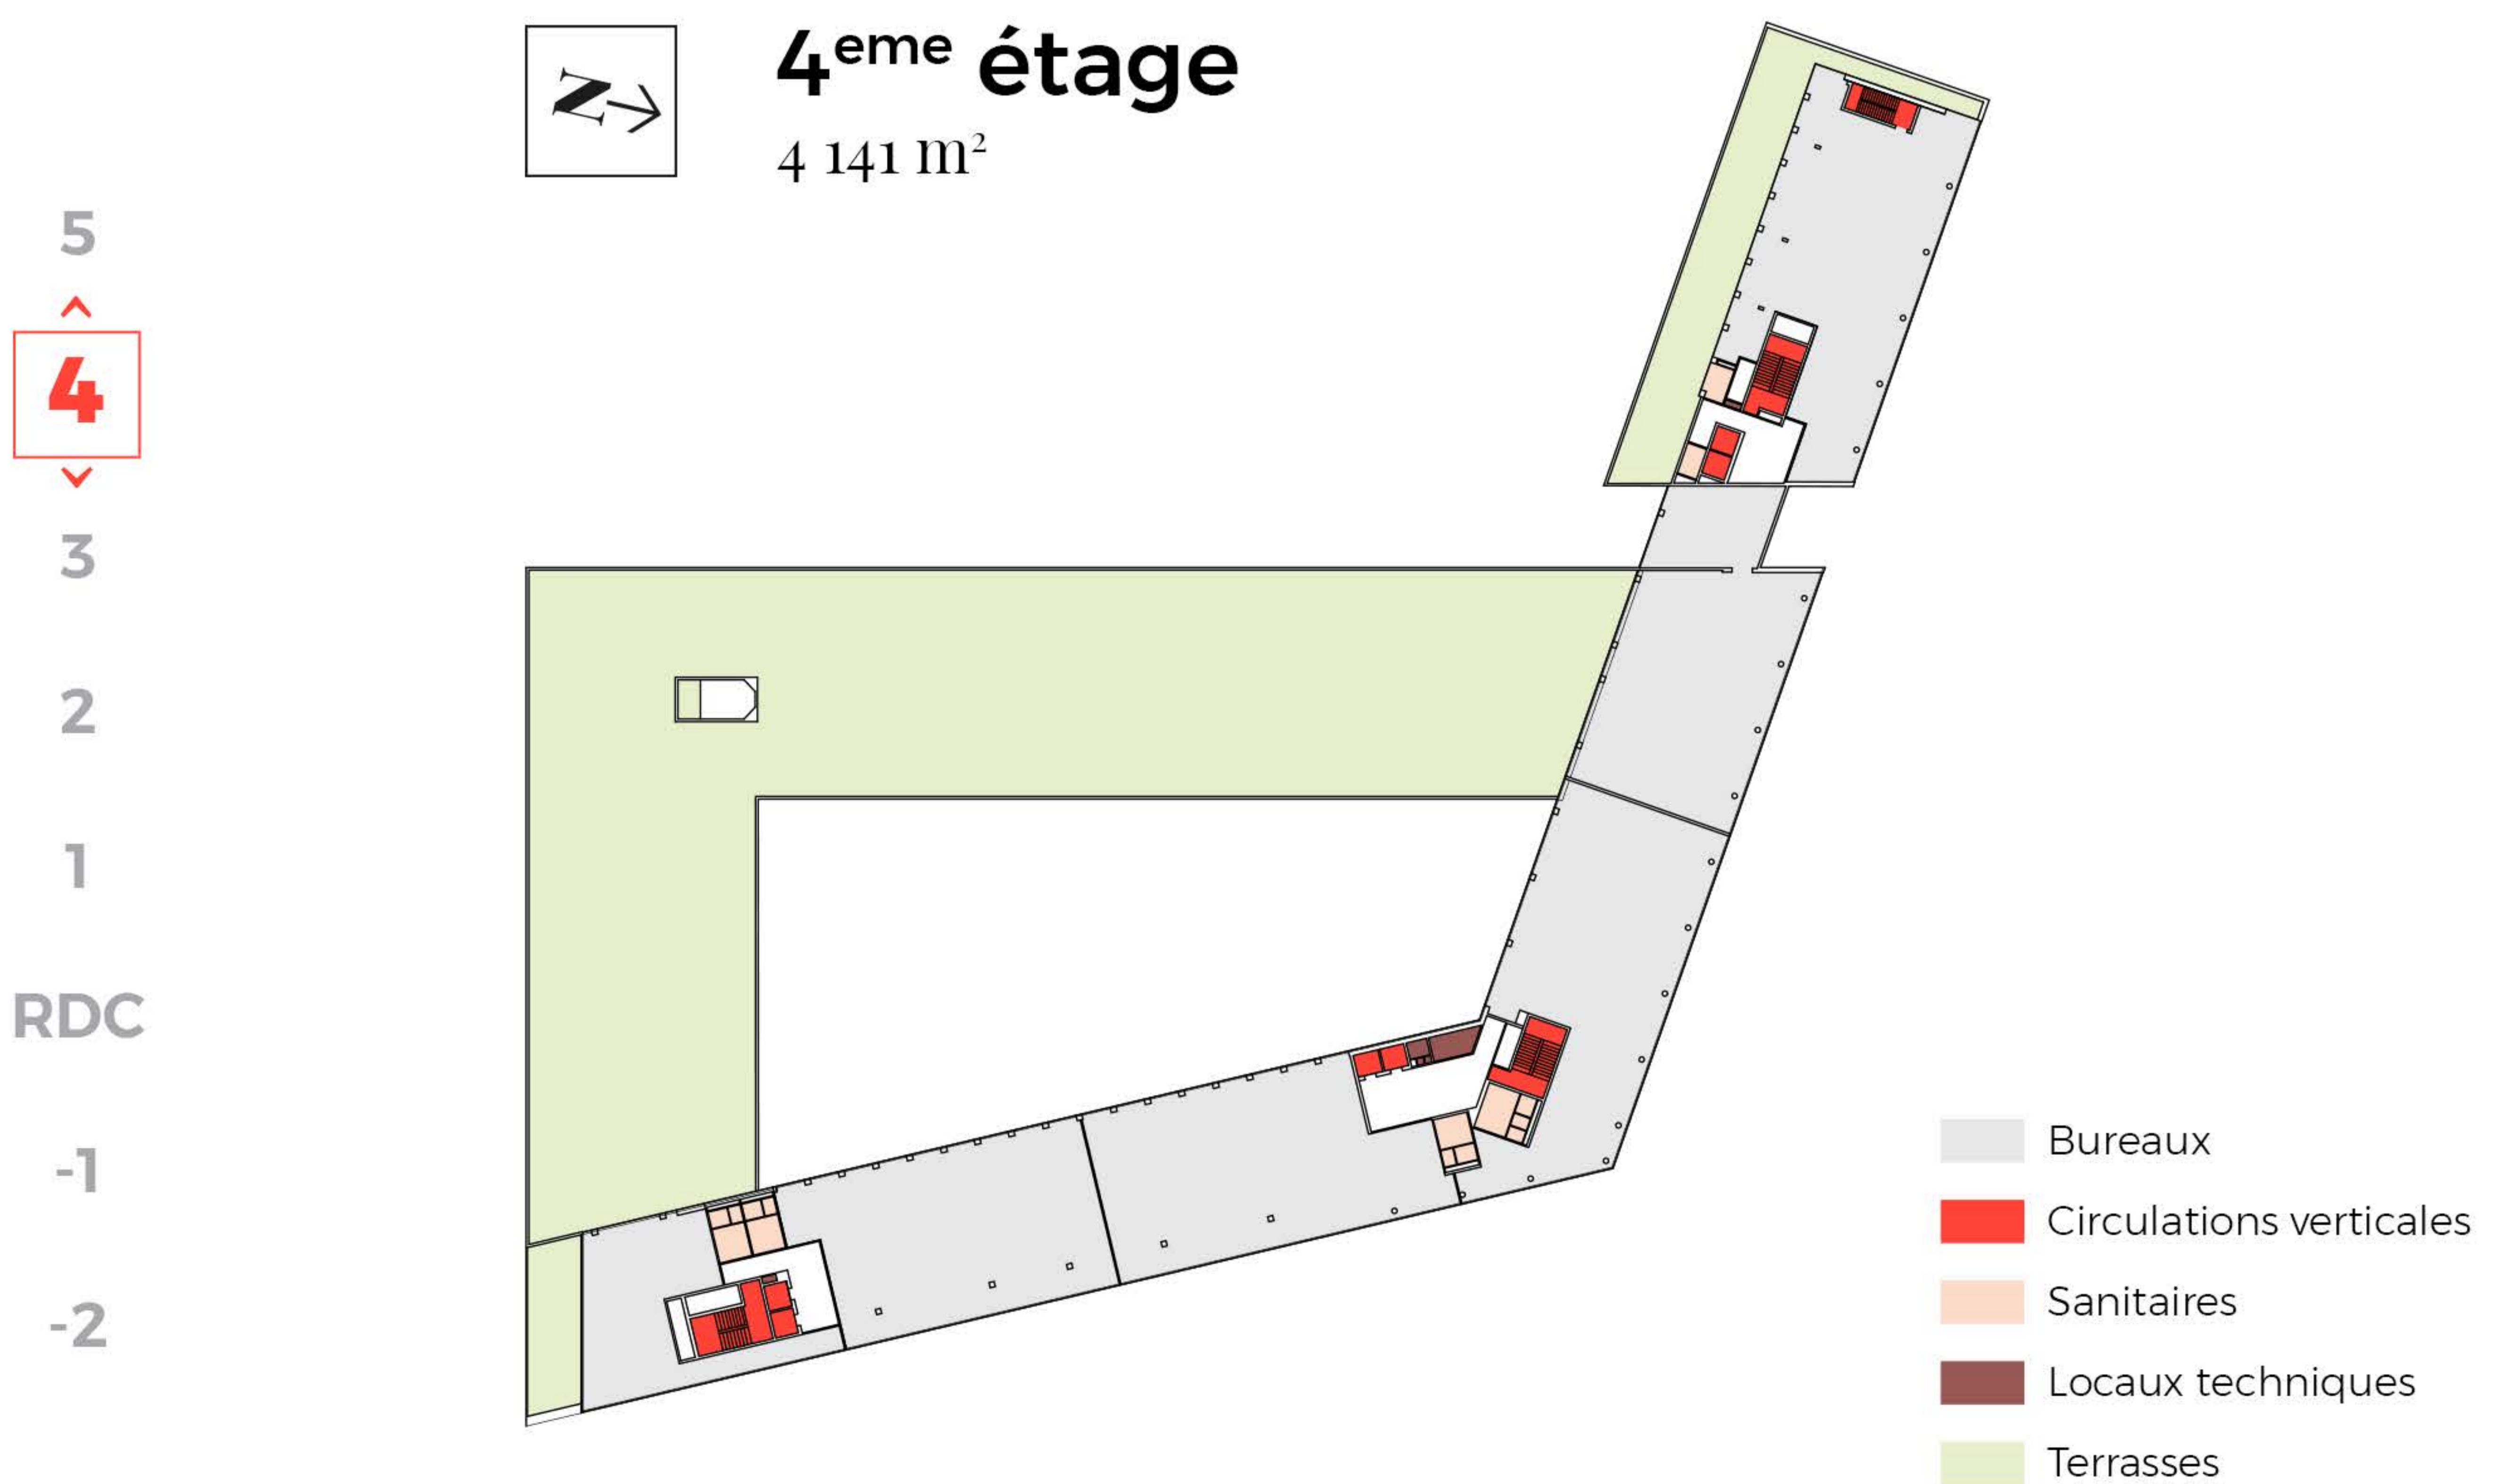 N
4eme étage
4 141 m²
5
4
3
2
1
RDC
-1
-2
Bureaux
Circulations verticales
Sanitaires
Locaux techniques
Terrasses